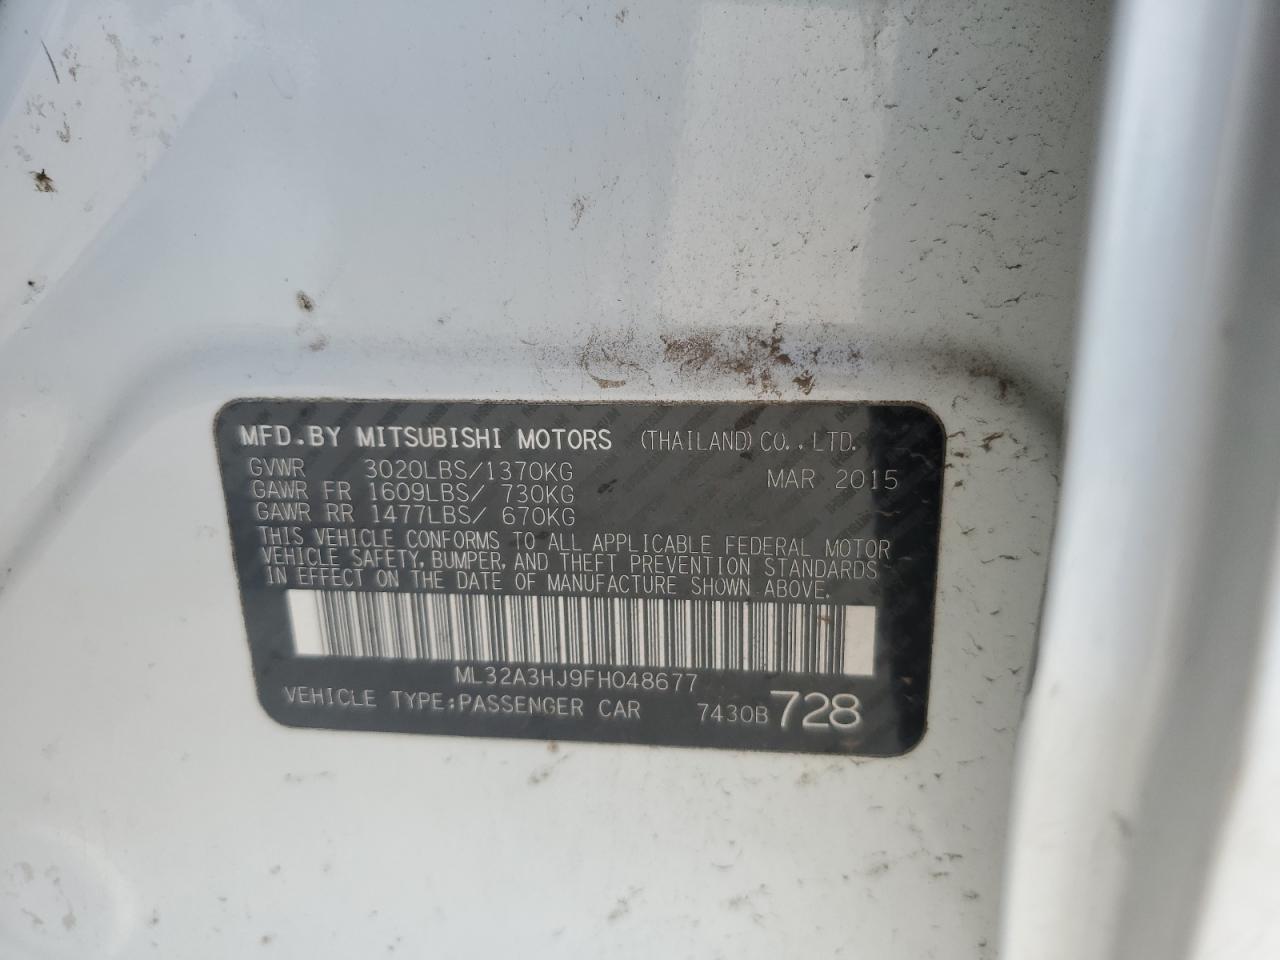 MFD.BY MITSUBISHI MOTORS (THAILAND) CO.,LTD.
GVWR 3020LBS/1370KG MAR 2015
GAWR FR 1609LBS/ 730KG
GAWR RR 1477LBS/ 670KG
THIS VEHICLE CONFORMS TO ALL APPLICABLE FEDERAL MOTOR
VEHICLE SAFETY, BUMPER, AND THEFT PREVENTION STANDARDS
IN EFFECT ON THE DATE OF MANUFACTURE SHOWN ABOVE.
ML32A3HJ9FH048677
VEHICLE TYPE:PASSENGER CAR 7430B 728